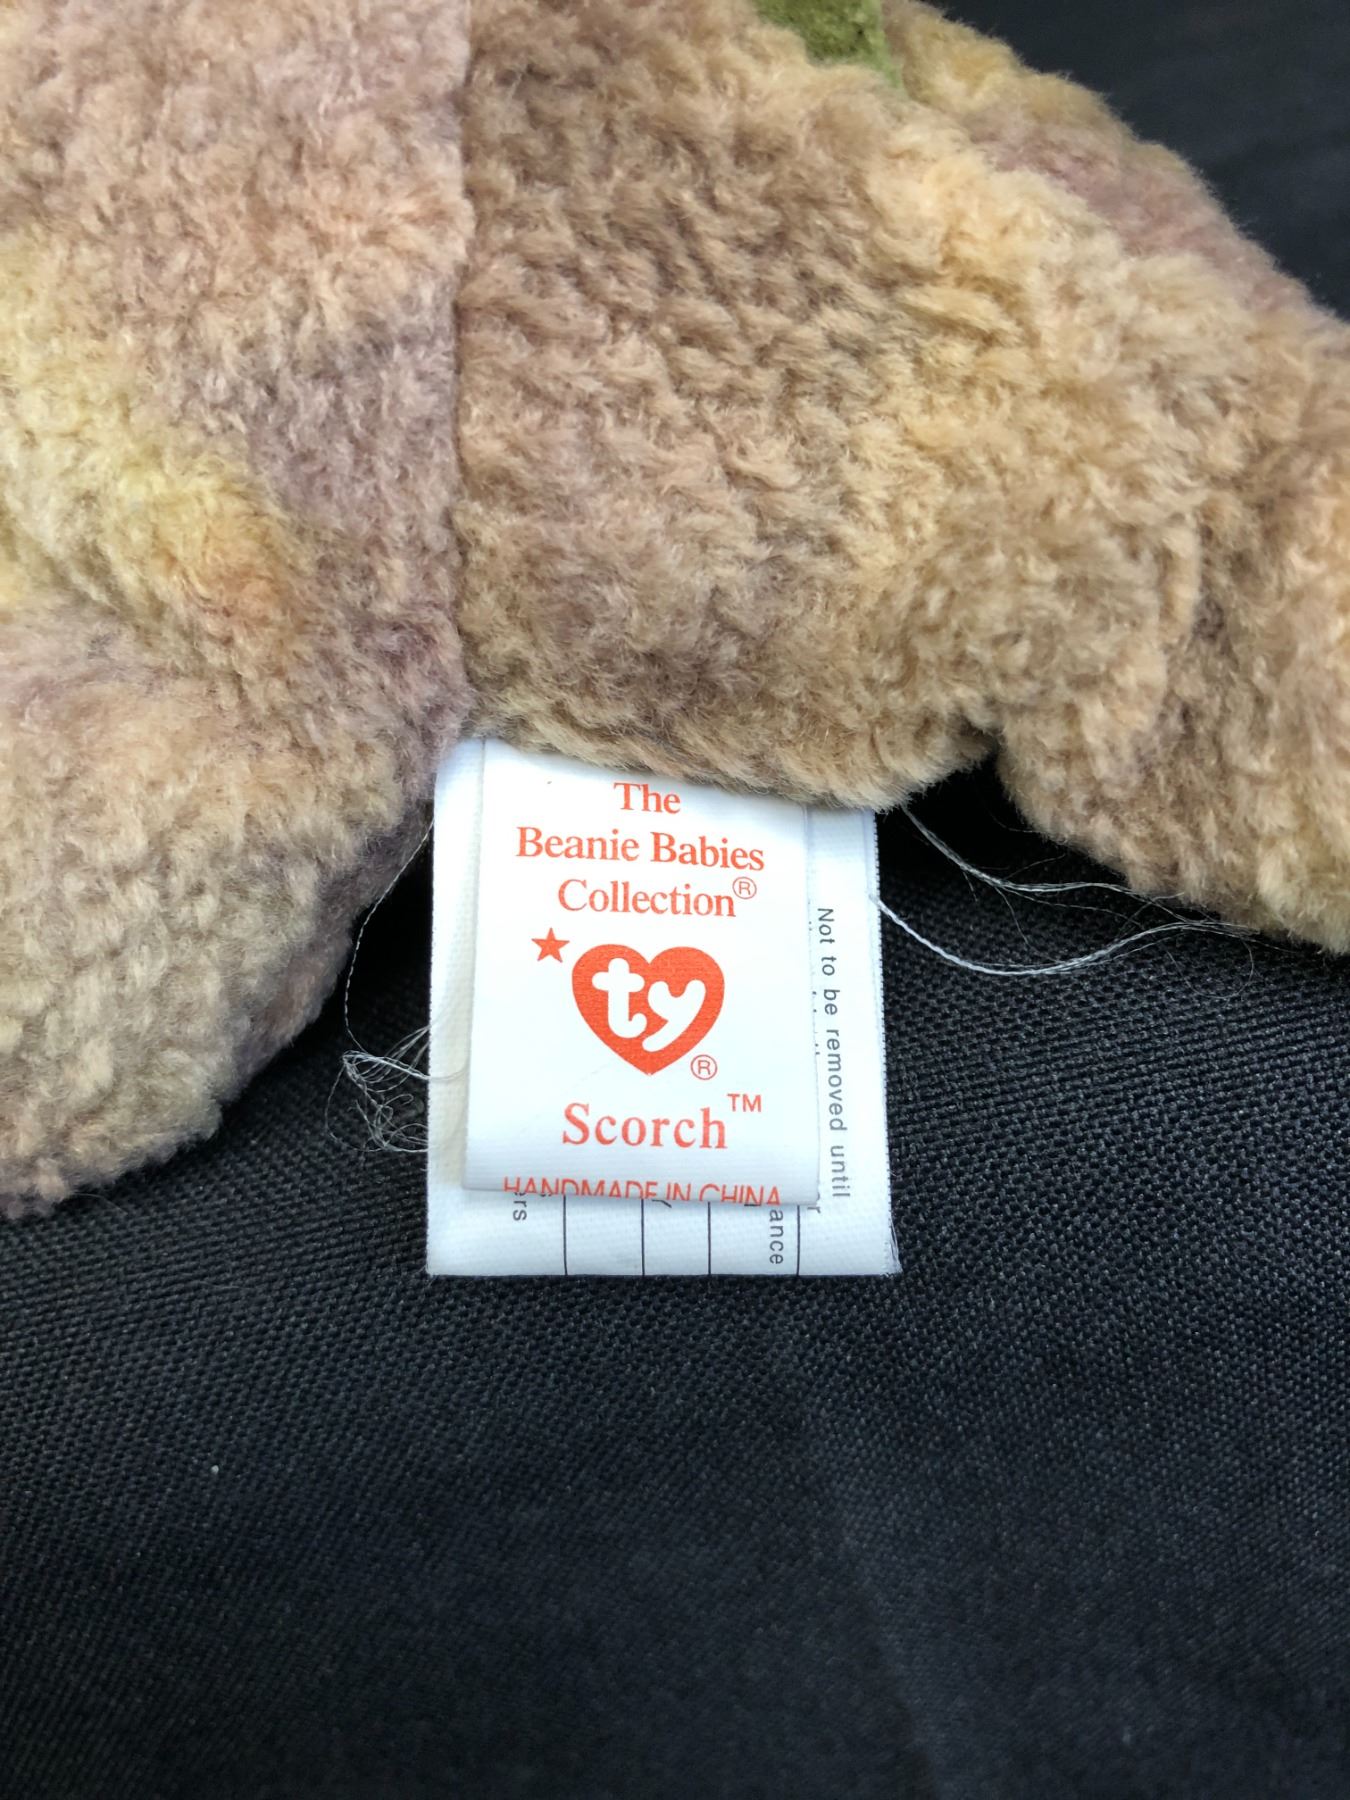 The
Beanie Babies
Collection®
ty®
Scorch™
HANDMADE IN CHINA
Not to be removed until